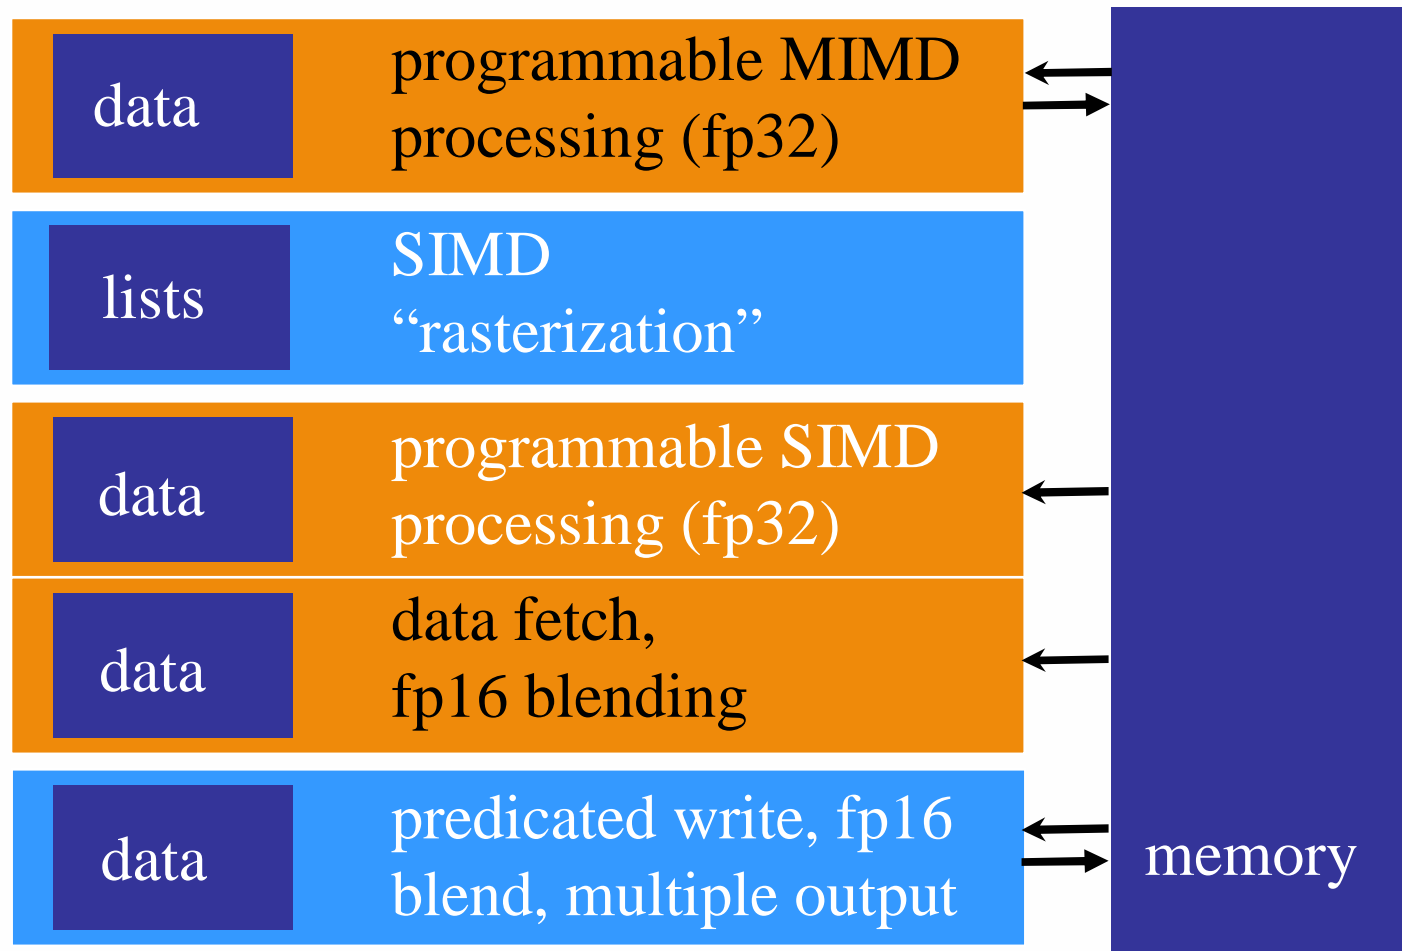 data
programmable MIMD
processing (fp32)
lists
SIMD
“rasterization”
data
programmable SIMD
processing (fp32)
data
data fetch,
fp16 blending
data
predicated write, fp16
blend, multiple output
memory